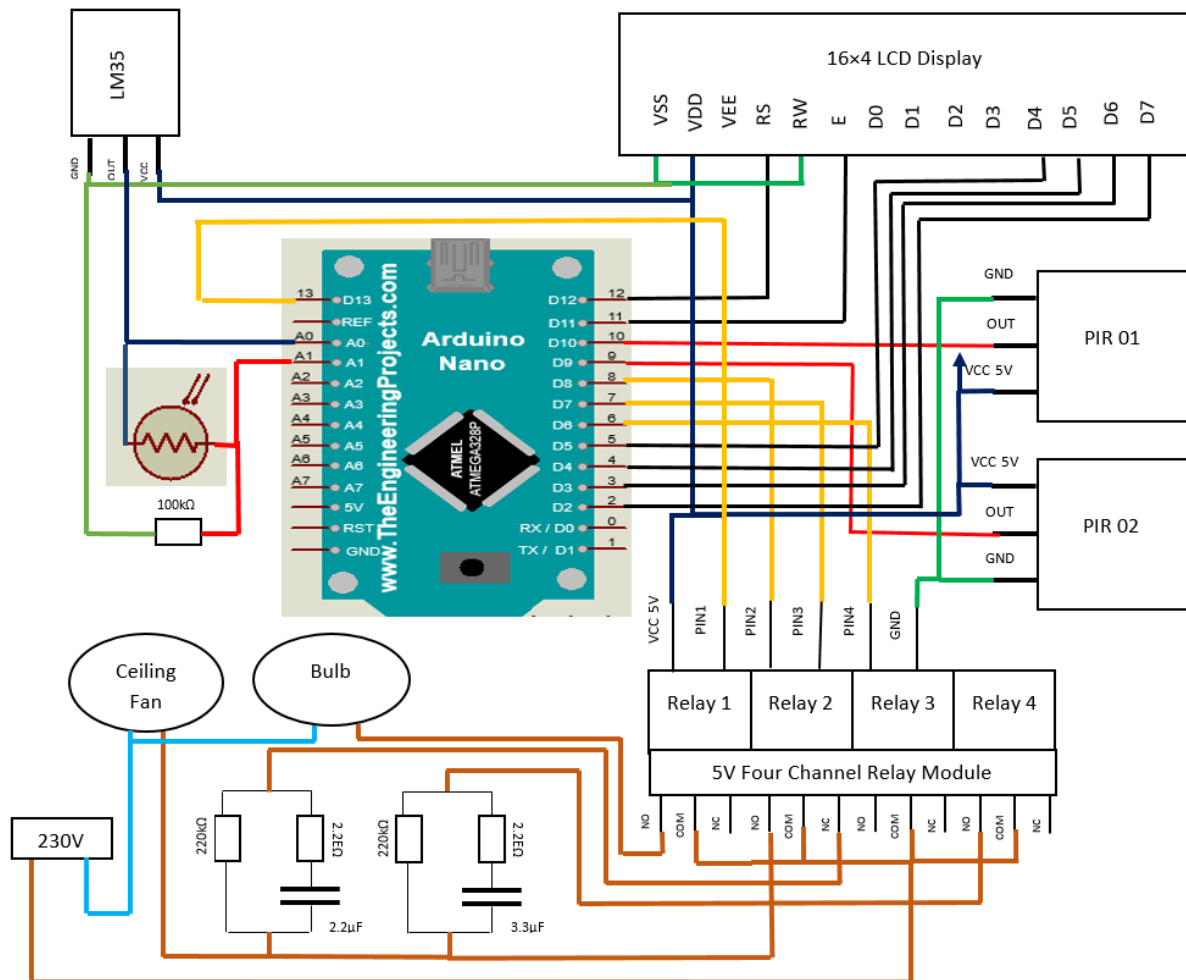 LM35
GND
OUT
VCC
16×4 LCD Display
VSS
VDD
VEE
RS
RW
E
D0
D1
D2
D3
D4
D5
D6
D7
www.TheEngineeringProjects.com
Arduino
Nano
ATMEL
ATMEGA328P
13 D13
REF
A0 A0
A1 A1
A2 A2
A3 A3
A4 A4
A5 A5
A6 A6
A7 A7
5V
RST
GND
D12 12
D11 11
D10 10
D9 9
D8 8
D7 7
D6 6
D5 5
D4 4
D3 3
D2 2
RX / D0 0
TX / D1 1
100kΩ
GND
OUT
VCC 5V
PIR 01
VCC 5V
OUT
GND
PIR 02
VCC 5V
PIN1
PIN2
PIN3
PIN4
GND
Relay 1
Relay 2
Relay 3
Relay 4
5V Four Channel Relay Module
NO
COM
NC
NO
COM
NC
NO
COM
NC
NO
COM
NC
Ceiling
Fan
Bulb
230V
220kΩ
2.2EΩ
2.2µF
220kΩ
2.2EΩ
3.3µF